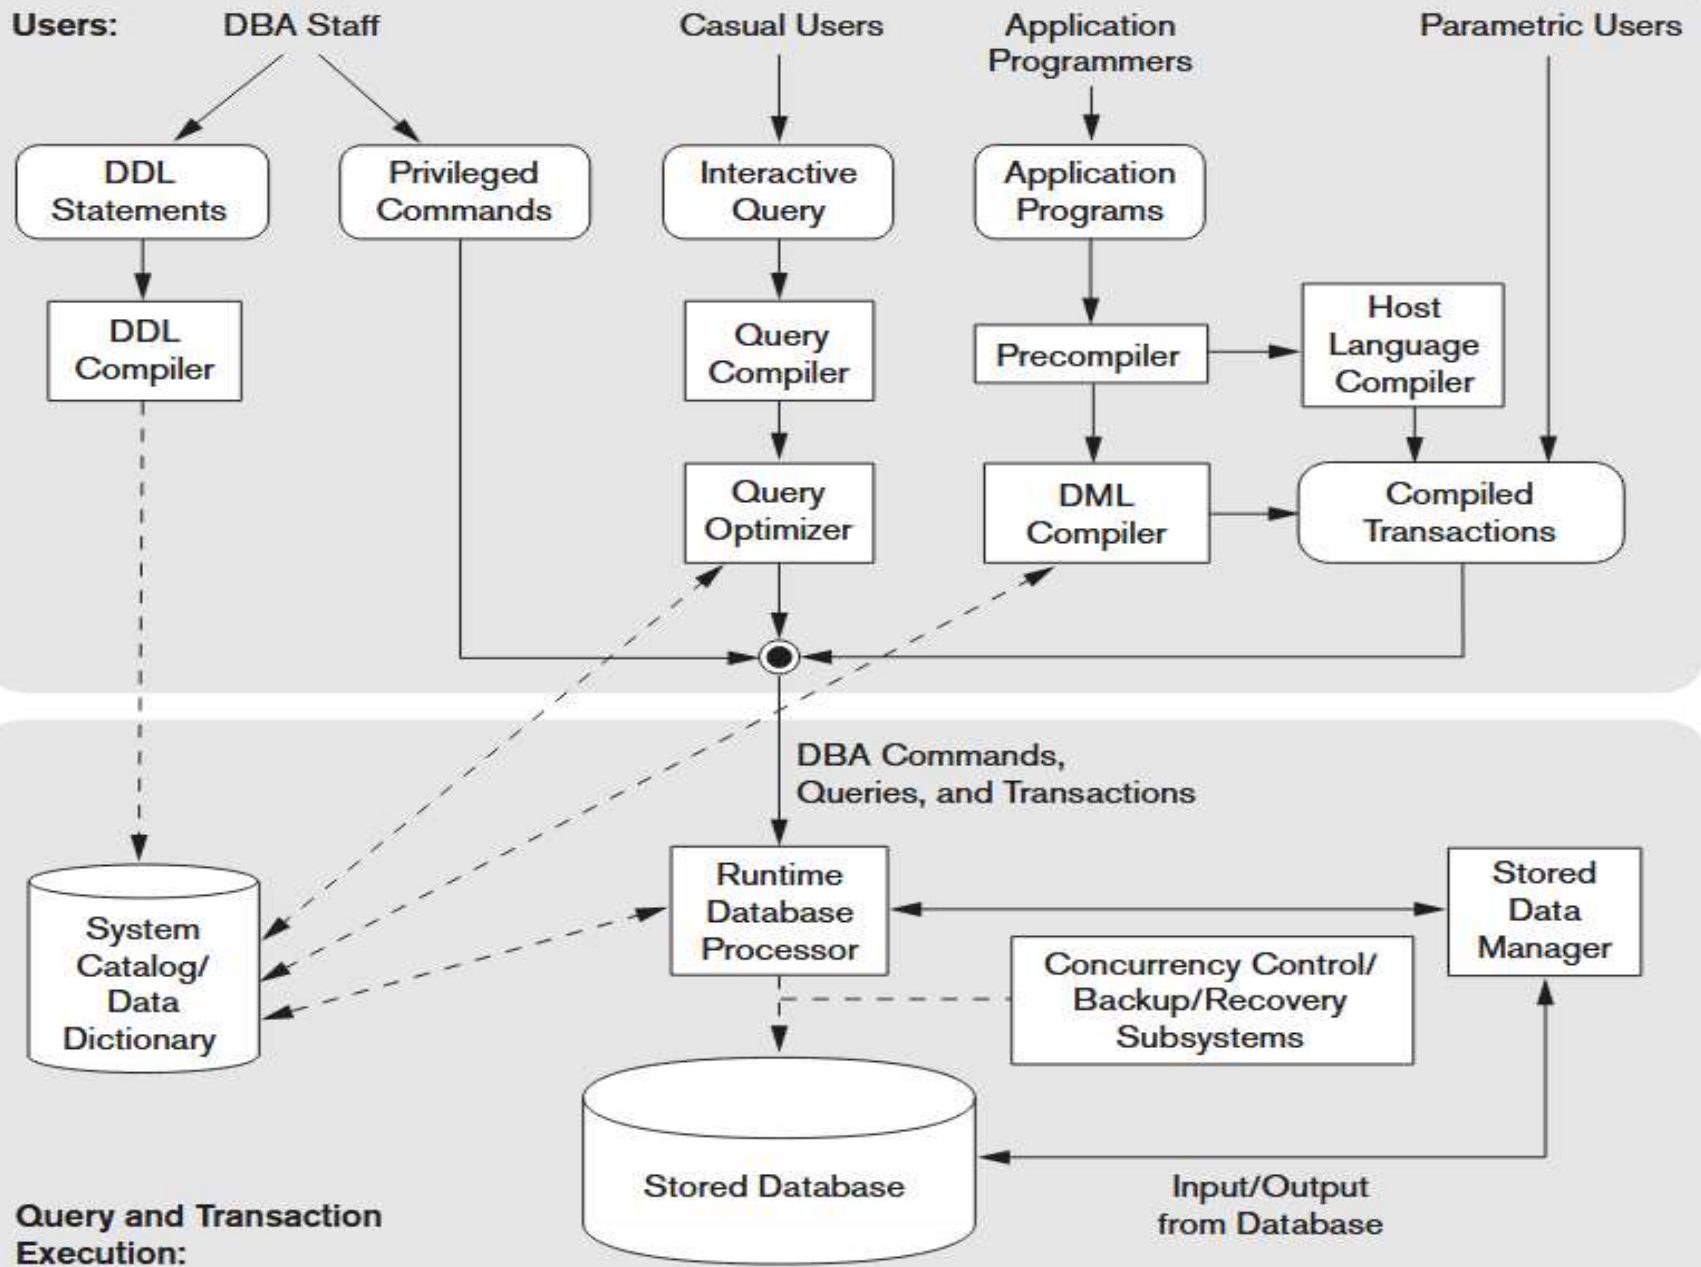 Users:
DBA Staff
Casual Users
Application
Programmers
Parametric Users
DDL
Statements
Privileged
Commands
Interactive
Query
Application
Programs
DDL
Compiler
Query
Compiler
Precompiler
Host
Language
Compiler
Query
Optimizer
DML
Compiler
Compiled
Transactions
DBA Commands,
Queries, and Transactions
System
Catalog/
Data
Dictionary
Runtime
Database
Processor
Stored
Data
Manager
Concurrency Control/
Backup/Recovery
Subsystems
Stored Database
Input/Output
from Database
Query and Transaction
Execution: